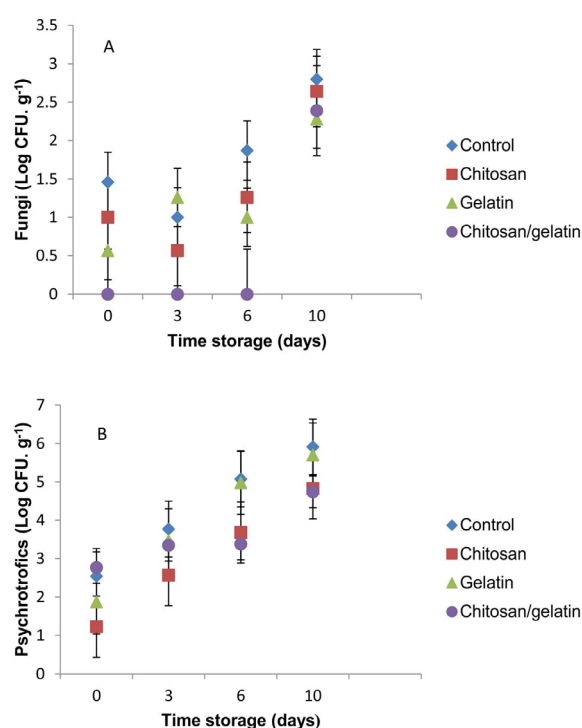 A
Fungi (Log CFU. g⁻¹)
3.5
3
2.5
2
1.5
1
0.5
0
0 3 6 10
Time storage (days)
Control
Chitosan
Gelatin
Chitosan/gelatin
B
Psychrotrofics (Log CFU. g⁻¹)
7
6
5
4
3
2
1
0
0 3 6 10
Time storage (days)
Control
Chitosan
Gelatin
Chitosan/gelatin